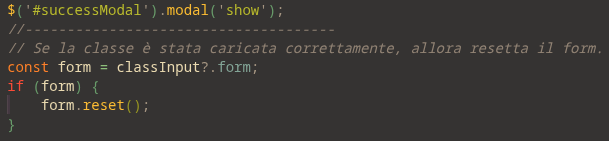 $('#successModal').modal('show');
//-------------------------------------
// Se la classe è stata caricata correttamente, allora resetta il form.
const form = classInput?.form;
if (form) {
    form.reset();
}